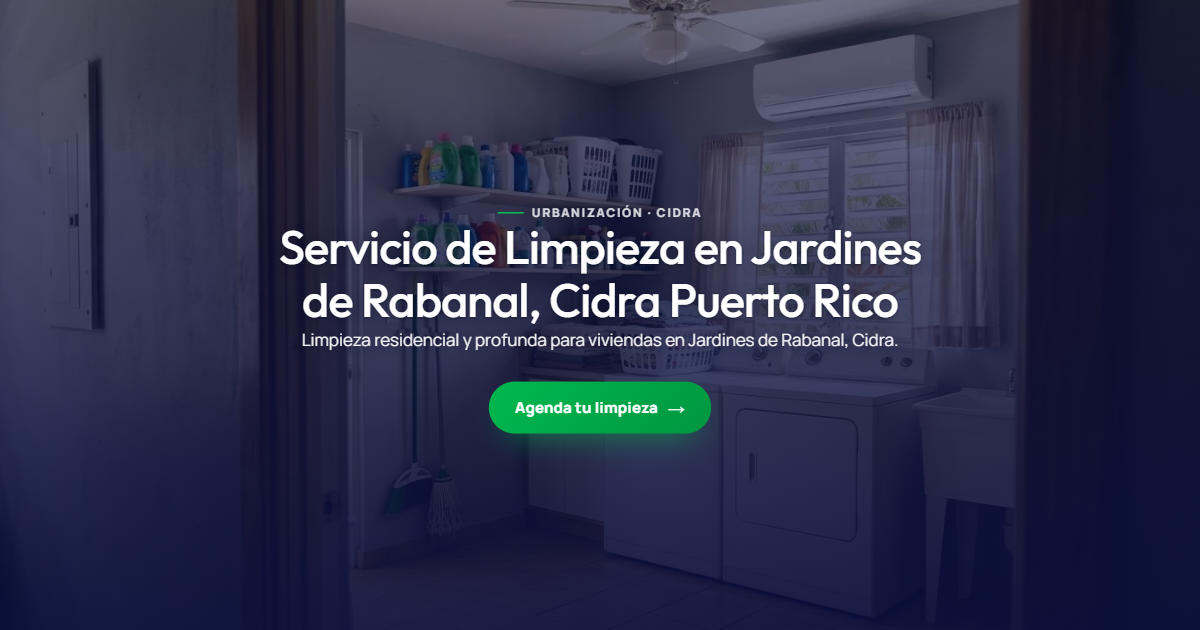 URBANIZACIÓN · CIDRA
Servicio de Limpieza en Jardines
de Rabanal, Cidra Puerto Rico
Limpieza residencial y profunda para viviendas en Jardines de Rabanal, Cidra.
Agenda tu limpieza →